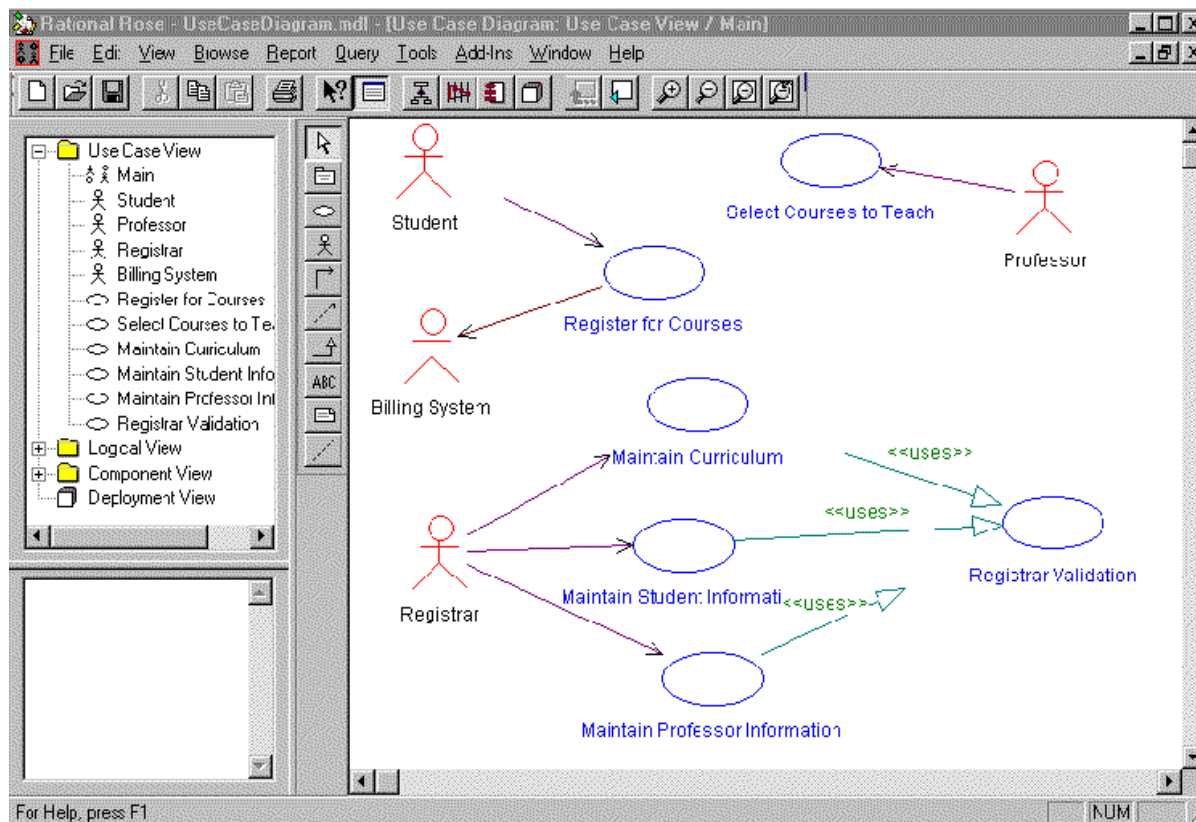 Rational Rose - UseCaseDiagram.mdl - [Use Case Diagram: Use Case View / Main]
File Edit View Browse Report Query Tools Add-Ins Window Help
Use Case View
Main
Student
Professor
Registrar
Billing System
Register for Courses
Select Courses to Tea
Maintain Curriculum
Maintain Student Info
Maintain Professor Inf
Registrar Validation
Logical View
Component View
Deployment View
ABC
Student
Select Courses to Teach
Professor
Register for Courses
Billing System
Maintain Curriculum
<<uses>>
<<uses>>
Registrar Validation
Maintain Student Informati
<<uses>>
Registrar
Maintain Professor Information
For Help, press F1
NUM